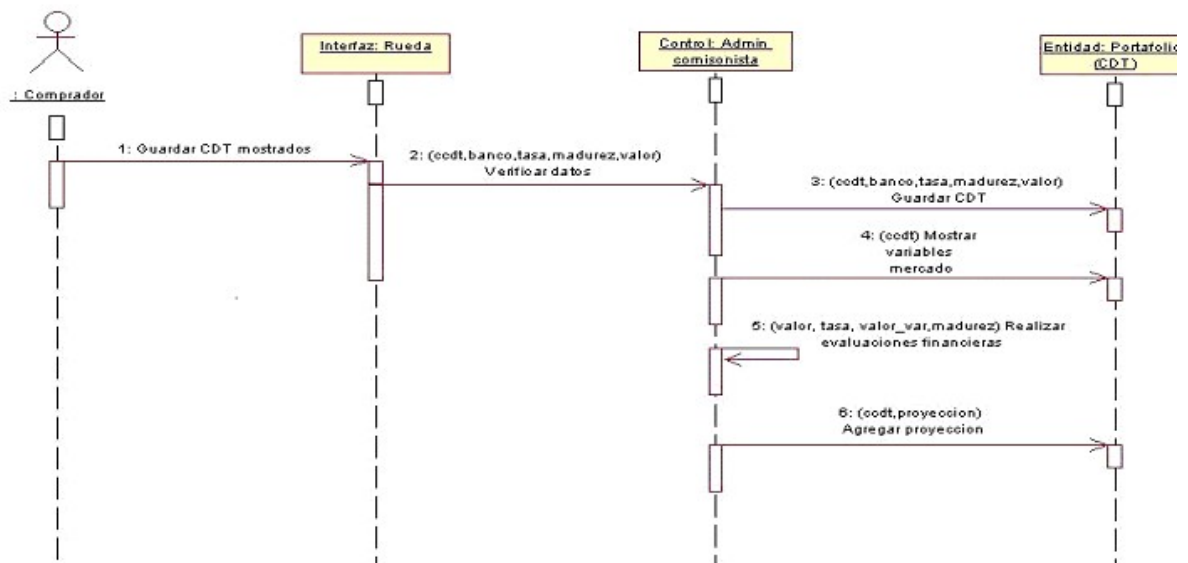 : Comprador
Interfaz: Rueda
Control: Admin
comisonista
Entidad: Portafolio
(CDT)
1: Guardar CDT mostrados
2: (ccdt,banco,tasa,madurez,valor)
Verificar datos
3: (ccdt,banco,tasa,madurez,valor)
Guardar CDT
4: (ccdt) Mostrar
variables
mercado
5: (valor, tasa, valor_var,madurez) Realizar
evaluaciones financieras
6: (ccdt,proyeccion)
Agregar proyeccion